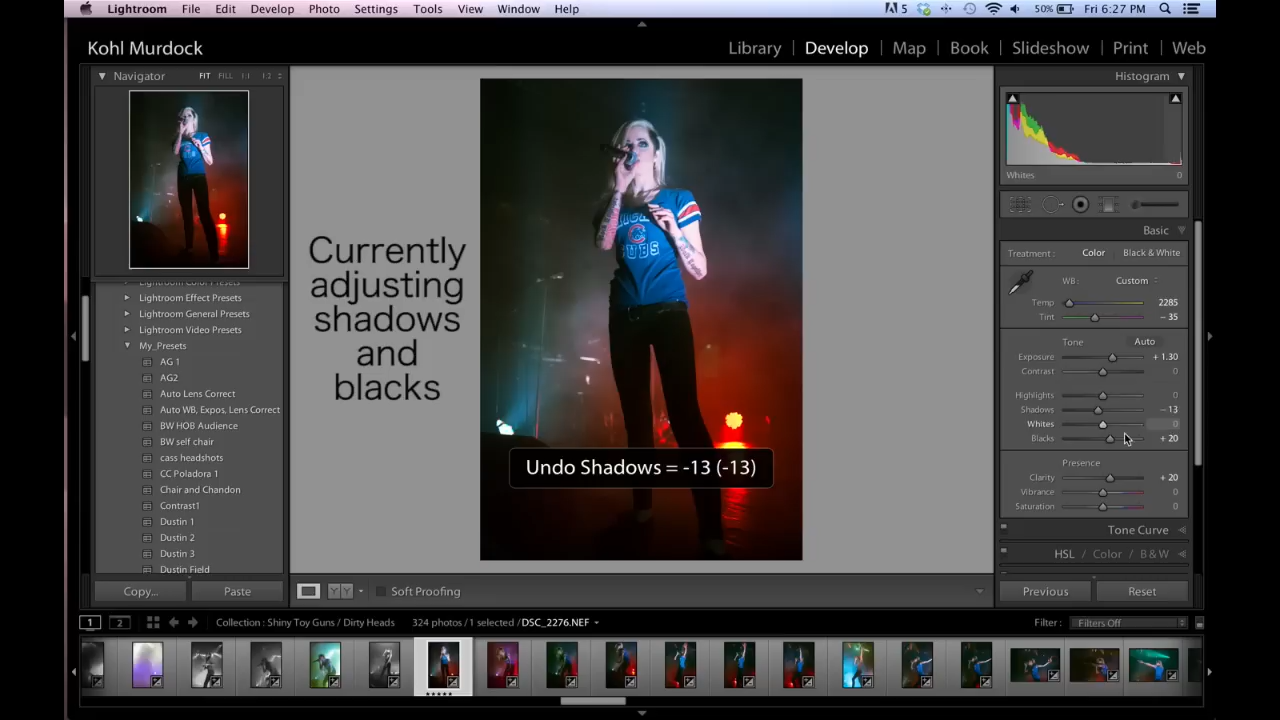 Lightroom File Edit Develop Photo Settings Tools View Window Help
5 50% Fri 6:27 PM
Kohl Murdock
Library | Develop | Map | Book | Slideshow | Print | Web
Navigator FIT FILL 1:1
Histogram
Whites 0
Basic
Treatment : Color Black & White
WB : Custom
Temp 2285
Tint − 35
Tone Auto
Exposure + 1.30
Contrast 0
Highlights 0
Shadows − 13
Whites 0
Blacks + 20
Presence
Clarity + 20
Vibrance 0
Saturation 0
Tone Curve
HSL / Color / B & W
Previous Reset
Lightroom Color Presets
Lightroom Effect Presets
Lightroom General Presets
Lightroom Video Presets
My_Presets
AG 1
AG2
Auto Lens Correct
Auto WB, Expos, Lens Correct
BW HOB Audience
BW self chair
cass headshots
CC Poladora 1
Chair and Chandon
Contrast1
Dustin 1
Dustin 2
Dustin 3
Dustin Field
Copy... Paste
Currently
adjusting
shadows
and
blacks
CUBS
Undo Shadows = -13 (-13)
Y Y Soft Proofing
1 2 Collection : Shiny Toy Guns / Dirty Heads 324 photos / 1 selected / DSC_2276.NEF
Filter : Filters Off